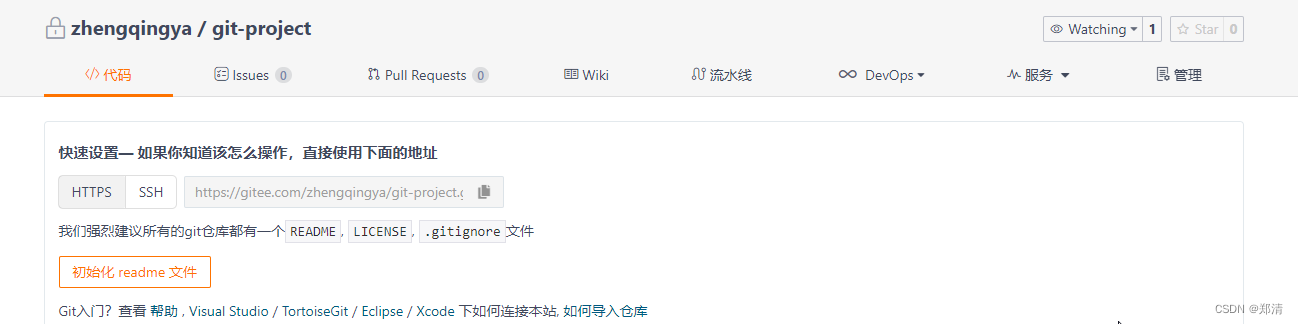 zhengqingya / git-project
Watching 1 Star 0
代码 Issues 0 Pull Requests 0 Wiki 流水线 DevOps 服务 管理
快速设置— 如果你知道该怎么操作，直接使用下面的地址
HTTPS SSH https://gitee.com/zhengqingya/git-project.g
我们强烈建议所有的git仓库都有一个 README, LICENSE, .gitignore 文件
初始化 readme 文件
Git入门？查看 帮助 , Visual Studio / TortoiseGit / Eclipse / Xcode 下如何连接本站, 如何导入仓库
CSDN @郑清